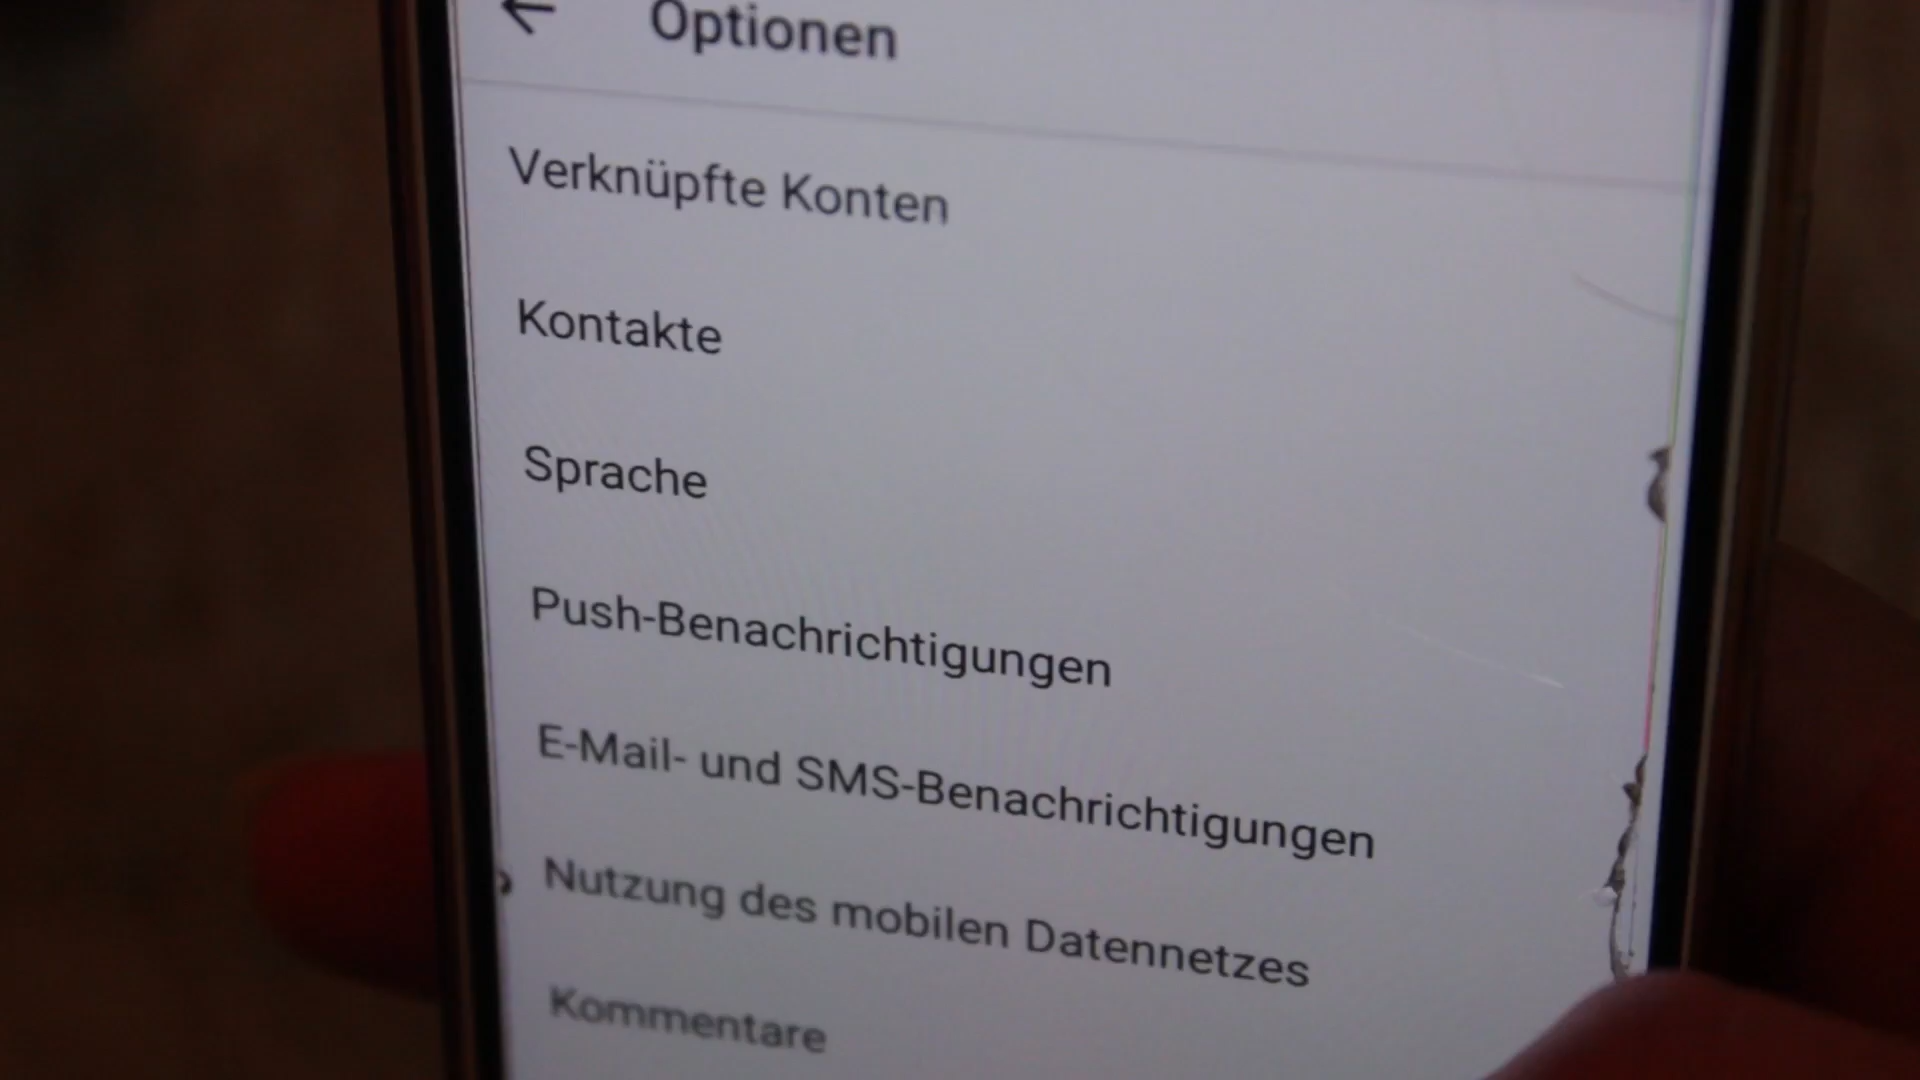 Optionen
Verknüpfte Konten
Kontakte
Sprache
Push-Benachrichtigungen
E-Mail- und SMS-Benachrichtigungen
Nutzung des mobilen Datennetzes
Kommentare